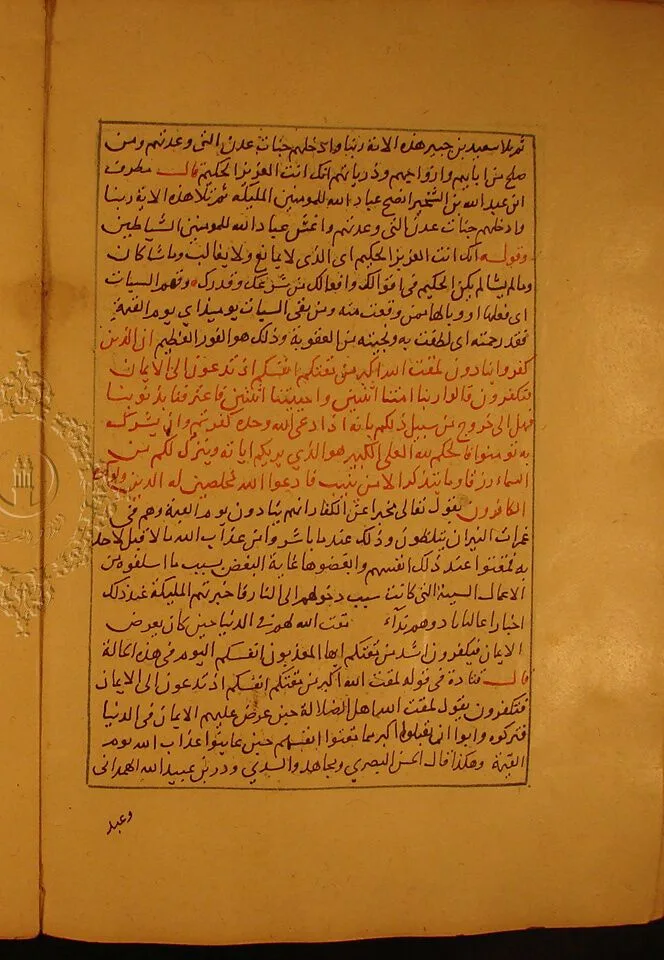 ثم تلا سعيد بن جبير هذه الاية ربنا وادخلهم جنات عدن التي وعدتهم ومن
صلح من ابايهم وازواجهم وذرياتهم انك انت العزيز الحكيم قال مطرف
ابن عبد الله بن الشخير انصح عباد الله للمومنين المليكة ثم تلا هذه الاية ربنا
وادخلهم جنات عدن التي وعدتهم واغش عباد الله للمومنين الشياطين
وقوله انك انت العزيز الحكيم اي الذي لا يمانع ولا يغالب وما شا كان
وما لم يشا لم يكن الحكيم في اقوالك وافعالك من شرعك وقدرك وقهم السيات
اي فعلها او وبالها ممن وقعت منه ومن تقي السيات يوميذ اي يوم القيمة
فقد رحمته اي لطفت به ونجيته من العقوبة وذلك هو الفوز العظيم ان الذين
كفروا ينادون لمقت الله اكبر من مقتكم انفسكم اذ تدعون الى الايمان
فتكفرون قالوا ربنا امتنا اثنتين واحييتنا اثنتين فاعترفنا بذنوبنا
فهل الى خروج من سبيل ذلكم بانه اذا دعي الله وحده كفرتم وان يشرك
به تومنوا فالحكم لله العلي الكبير هو الذي يريكم اياته وينزل لكم من
السماء رزقا وما يتذكر الا من ينيب فادعوا الله مخلصين له الدين ولو كره
الكافرون يقول تعالى مخبرا عن الكفار انهم ينادون يوم القيمة وهم في
غمرات النيران يتلظون وذلك عند ما باشروا من عذاب الله ما لا قبل لاحد
به فمقتوا عند ذلك انفسهم وابغضوها غاية البغض بسبب ما اسلفوه من
الاعمال السيية التي كانت سبب دخولهم الى النار فاخبرتهم المليكة عند ذلك
اخبارا عاليا نادوهم نداء مقت الله لهم في الدنيا حين كان يعرض
الايمان فيكفرون اشد من مقتكم ايها المعذبون انفسكم اليوم في هذه الحالة
قال قتادة في قوله لمقت الله اكبر من مقتكم انفسكم اذ تدعون الى الايمان
فتكفرون يقول لمقت الله اهل الضلالة حين عرض عليهم الايمان في الدنيا
فتركوه وابوا ان يقبلوا اكبر مما مقتوا انفسهم حين عاينوا عذاب الله يوم
القيمة وهكذا قال الحسن البصري ومجاهد والسدي وذر بن عبيد الله الهمداني
وعبد